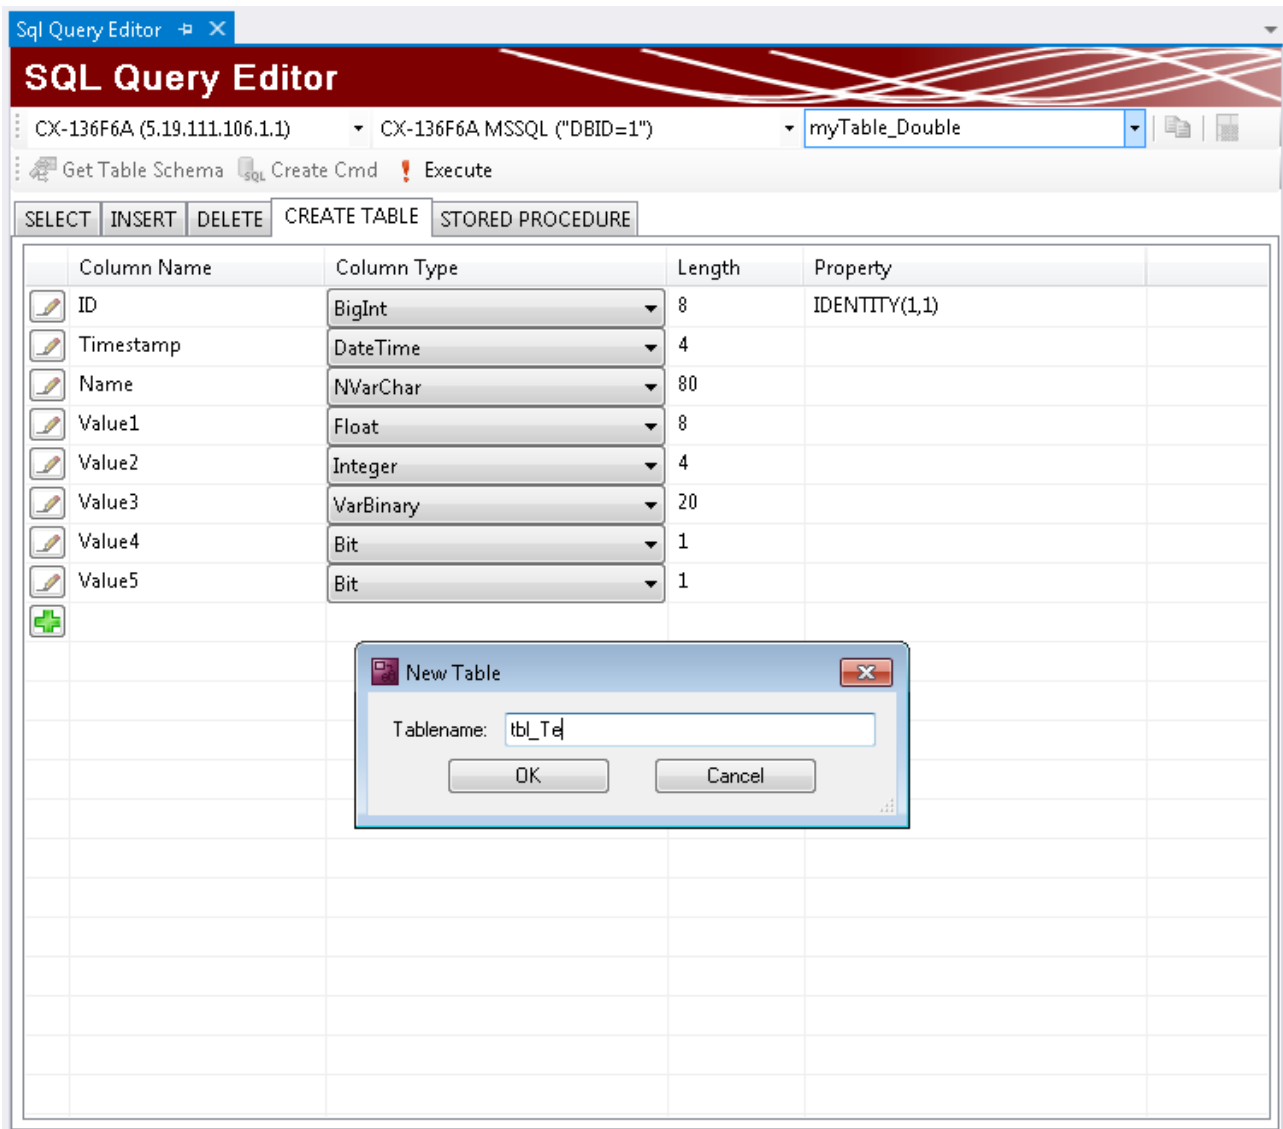 Sql Query Editor
SQL Query Editor
CX-136F6A (5.19.111.106.1.1) CX-136F6A MSSQL ("DBID=1") myTable_Double
Get Table Schema SQL Create Cmd Execute
SELECT INSERT DELETE CREATE TABLE STORED PROCEDURE
Column Name Column Type Length Property
ID BigInt 8 IDENTITY(1,1)
Timestamp DateTime 4
Name NVarChar 80
Value1 Float 8
Value2 Integer 4
Value3 VarBinary 20
Value4 Bit 1
Value5 Bit 1
New Table
Tablename: tbl_Te
OK Cancel